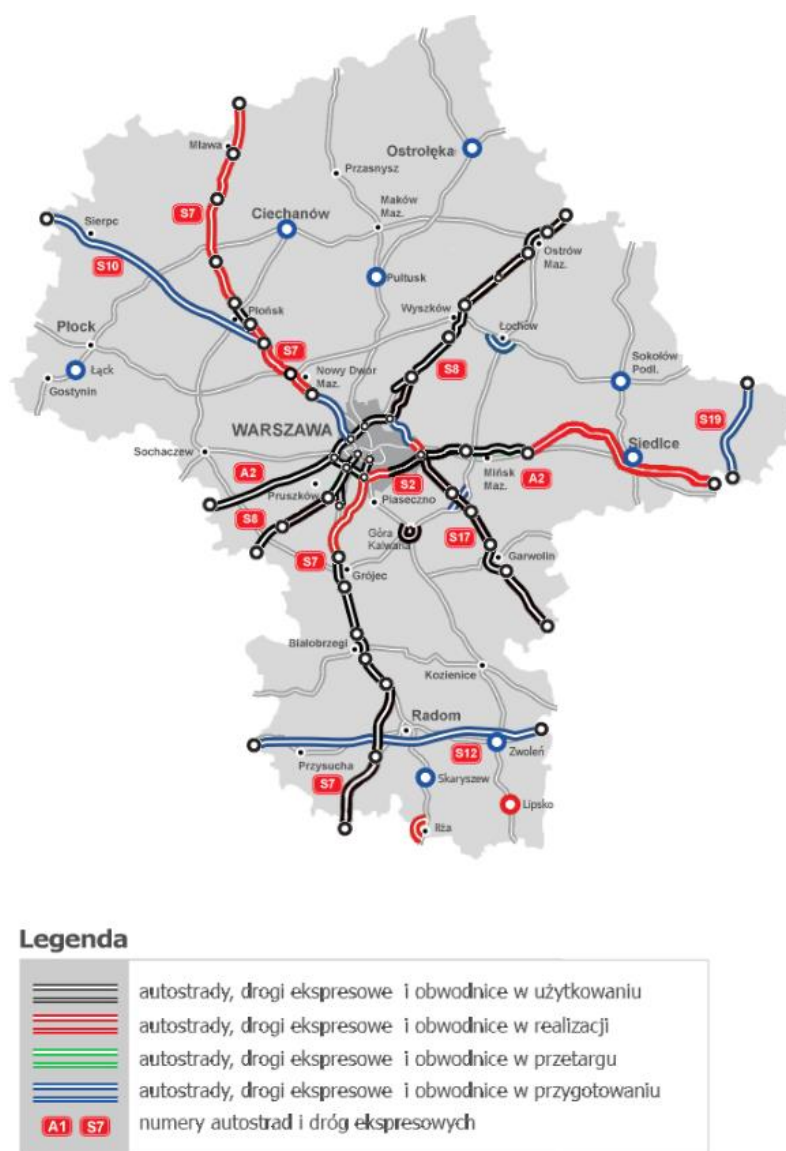 Mława
Przasnysz
Ostrołęka
Maków
Maz.
S7
Ciechanów
Sierpc
S10
Ostrów
Maz.
Pułtusk
Płońsk
Wyszków
Płock
S7
Łochów
Nowy Dwór
Maz.
S8
Sokołów
Podl.
Łąck
Gostynin
WARSZAWA
Sochaczew
A2
Siedlce
S19
Mińsk
Maz.
A2
Pruszków
S2
Piaseczno
S8
Góra
Kalwaria
S17
S7
Grójec
Garwolin
Białobrzegi
Kozienice
Radom
S12
Zwoleń
Przysucha
S7
Skaryszew
Lipsko
Iłża
Legenda
autostrady, drogi ekspresowe i obwodnice w użytkowaniu
autostrady, drogi ekspresowe i obwodnice w realizacji
autostrady, drogi ekspresowe i obwodnice w przetargu
autostrady, drogi ekspresowe i obwodnice w przygotowaniu
A1 S7 numery autostrad i dróg ekspresowych